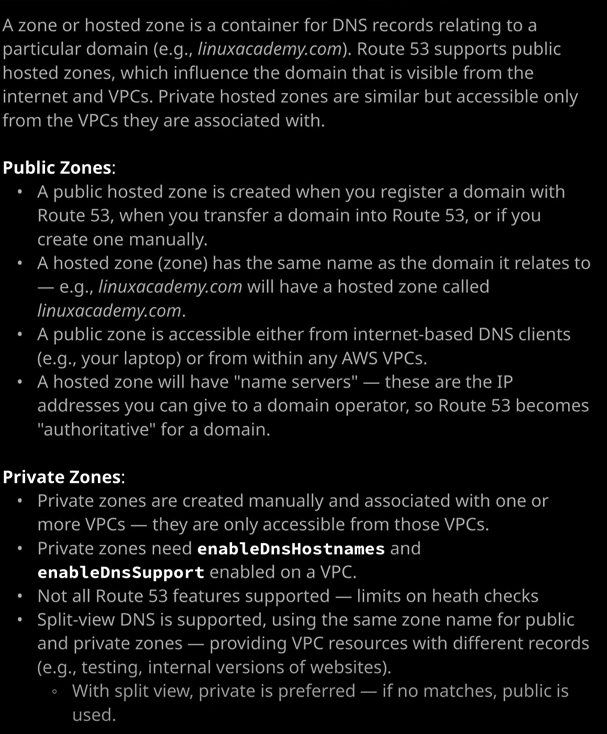 A zone or hosted zone is a container for DNS records relating to a
particular domain (e.g., linuxacademy.com). Route 53 supports public
hosted zones, which influence the domain that is visible from the
internet and VPCs. Private hosted zones are similar but accessible only
from the VPCs they are associated with.
Public Zones:
• A public hosted zone is created when you register a domain with
Route 53, when you transfer a domain into Route 53, or if you
create one manually.
• A hosted zone (zone) has the same name as the domain it relates to
— e.g., linuxacademy.com will have a hosted zone called
linuxacademy.com.
• A public zone is accessible either from internet-based DNS clients
(e.g., your laptop) or from within any AWS VPCs.
• A hosted zone will have "name servers" — these are the IP
addresses you can give to a domain operator, so Route 53 becomes
"authoritative" for a domain.
Private Zones:
• Private zones are created manually and associated with one or
more VPCs — they are only accessible from those VPCs.
• Private zones need enableDnsHostnames and
enableDnsSupport enabled on a VPC.
• Not all Route 53 features supported — limits on heath checks
• Split-view DNS is supported, using the same zone name for public
and private zones — providing VPC resources with different records
(e.g., testing, internal versions of websites).
◦ With split view, private is preferred — if no matches, public is
used.